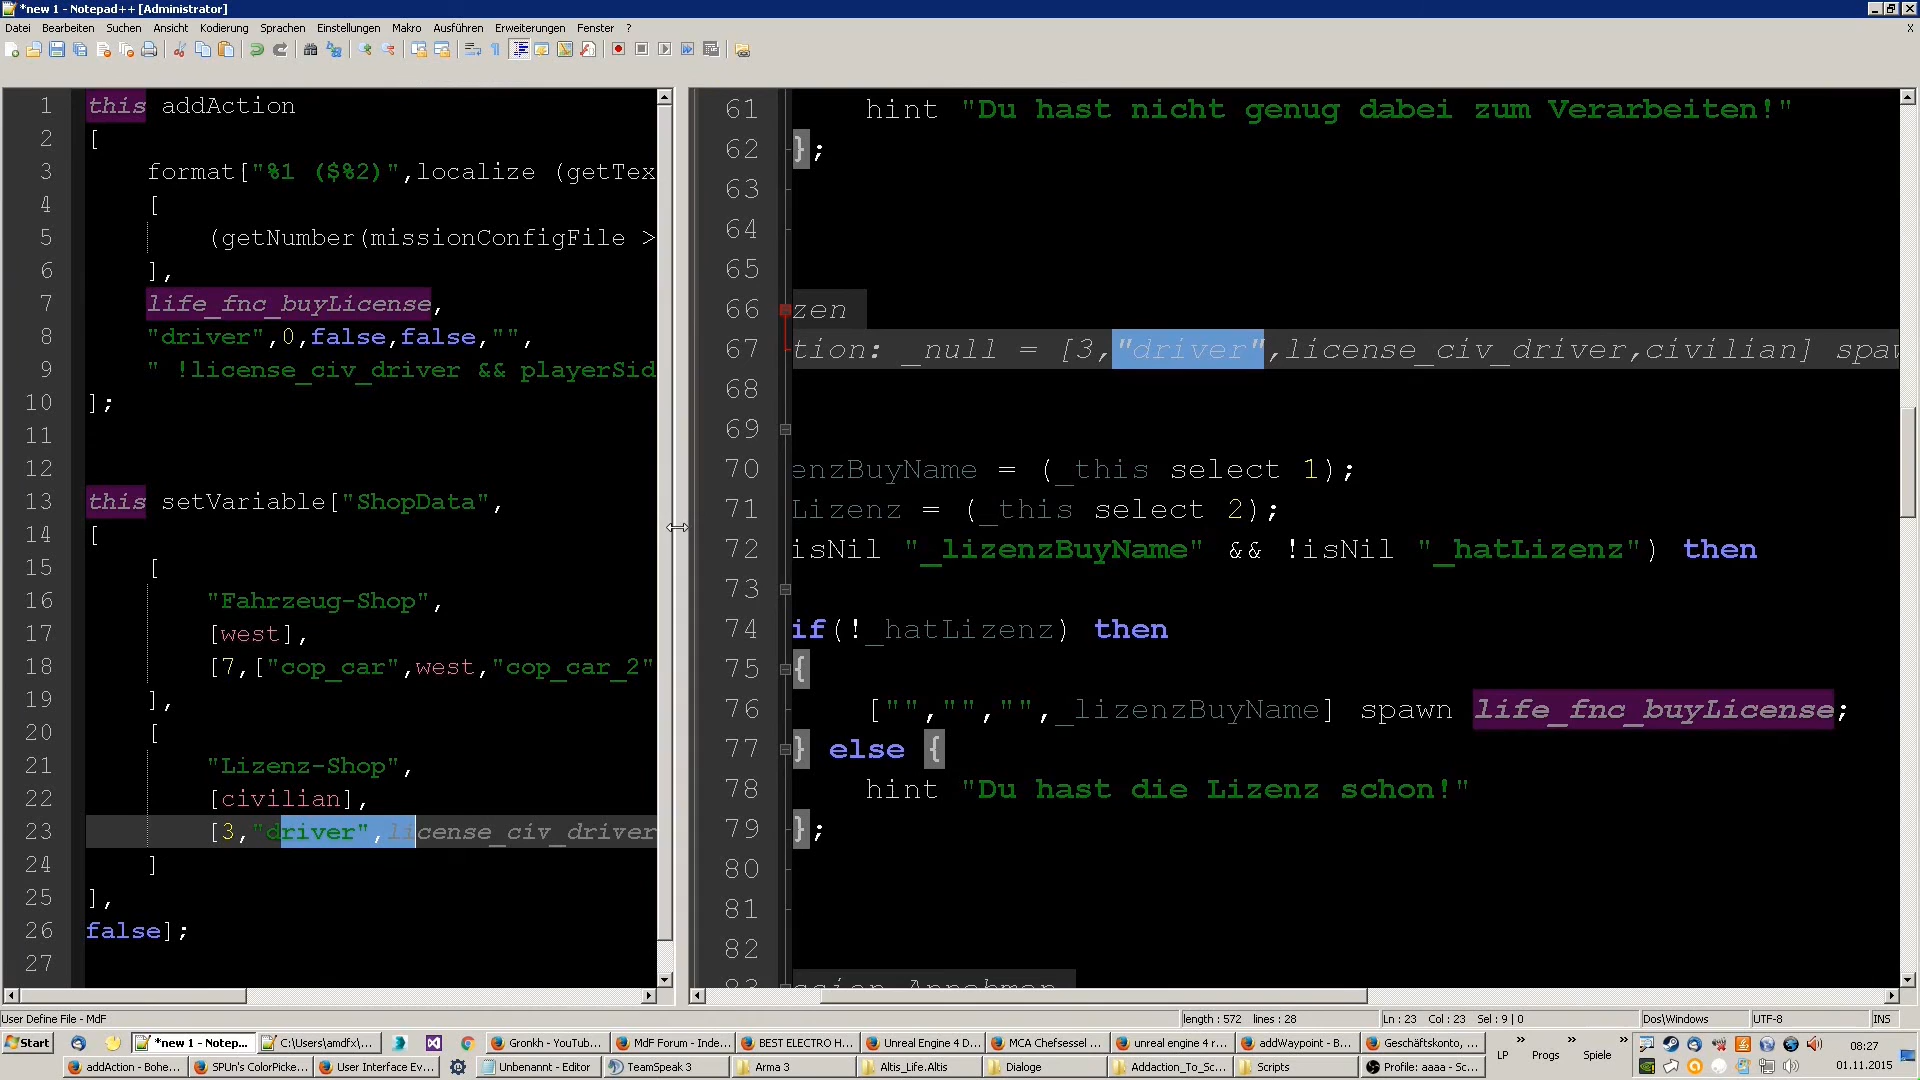 *new 1 - Notepad++ [Administrator]
Datei Bearbeiten Suchen Ansicht Kodierung Sprachen Einstellungen Makro Ausführen Erweiterungen Fenster ? X
1 this addAction
2 [
3 format["%1 ($%2)",localize (getTex
4 [
5 (getNumber(missionConfigFile >
6 ],
7 life_fnc_buyLicense,
8 "driver",0,false,false,"",
9 " !license_civ_driver && playerSid
10 ];
11
12
13 this setVariable["ShopData",
14 [
15 [
16 "Fahrzeug-Shop",
17 [west],
18 [7,["cop_car",west,"cop_car_2"
19 ],
20 [
21 "Lizenz-Shop",
22 [civilian],
23 [3,"driver",license_civ_driver
24 ]
25 ],
26 false];
27
61 hint "Du hast nicht genug dabei zum Verarbeiten!"
62 };
63
64
65
66 zen
67 tion: _null = [3,"driver",license_civ_driver,civilian] spaw
68
69
70 enzBuyName = (_this select 1);
71 Lizenz = (_this select 2);
72 isNil "_lizenzBuyName" && !isNil "_hatLizenz") then
73
74 if(!_hatLizenz) then
75 {
76 ["","","",_lizenzBuyName] spawn life_fnc_buyLicense;
77 } else {
78 hint "Du hast die Lizenz schon!"
79 };
80
81
82
83 ssion Annehmen
User Define File - MdF length : 572 lines : 28 Ln : 23 Col : 23 Sel : 9 | 0 Dos\Windows UTF-8 INS
Start *new 1 - Notep... C:\Users\amdfx\... Gronkh - YouTub... MdF Forum - Inde... BEST ELECTRO H... Unreal Engine 4 D... MCA Chefsessel ... unreal engine 4 r... addWaypoint - B... Geschäftskonto, ... LP Progs Spiele 08:27
addAction - Bohe... SPUn's ColorPicke... User Interface Ev... Unbenannt - Editor TeamSpeak 3 Arma 3 Altis_Life.Altis Dialoge Addaction_To_Sc... Scripts Profile: aaaa - Sc... 01.11.2015